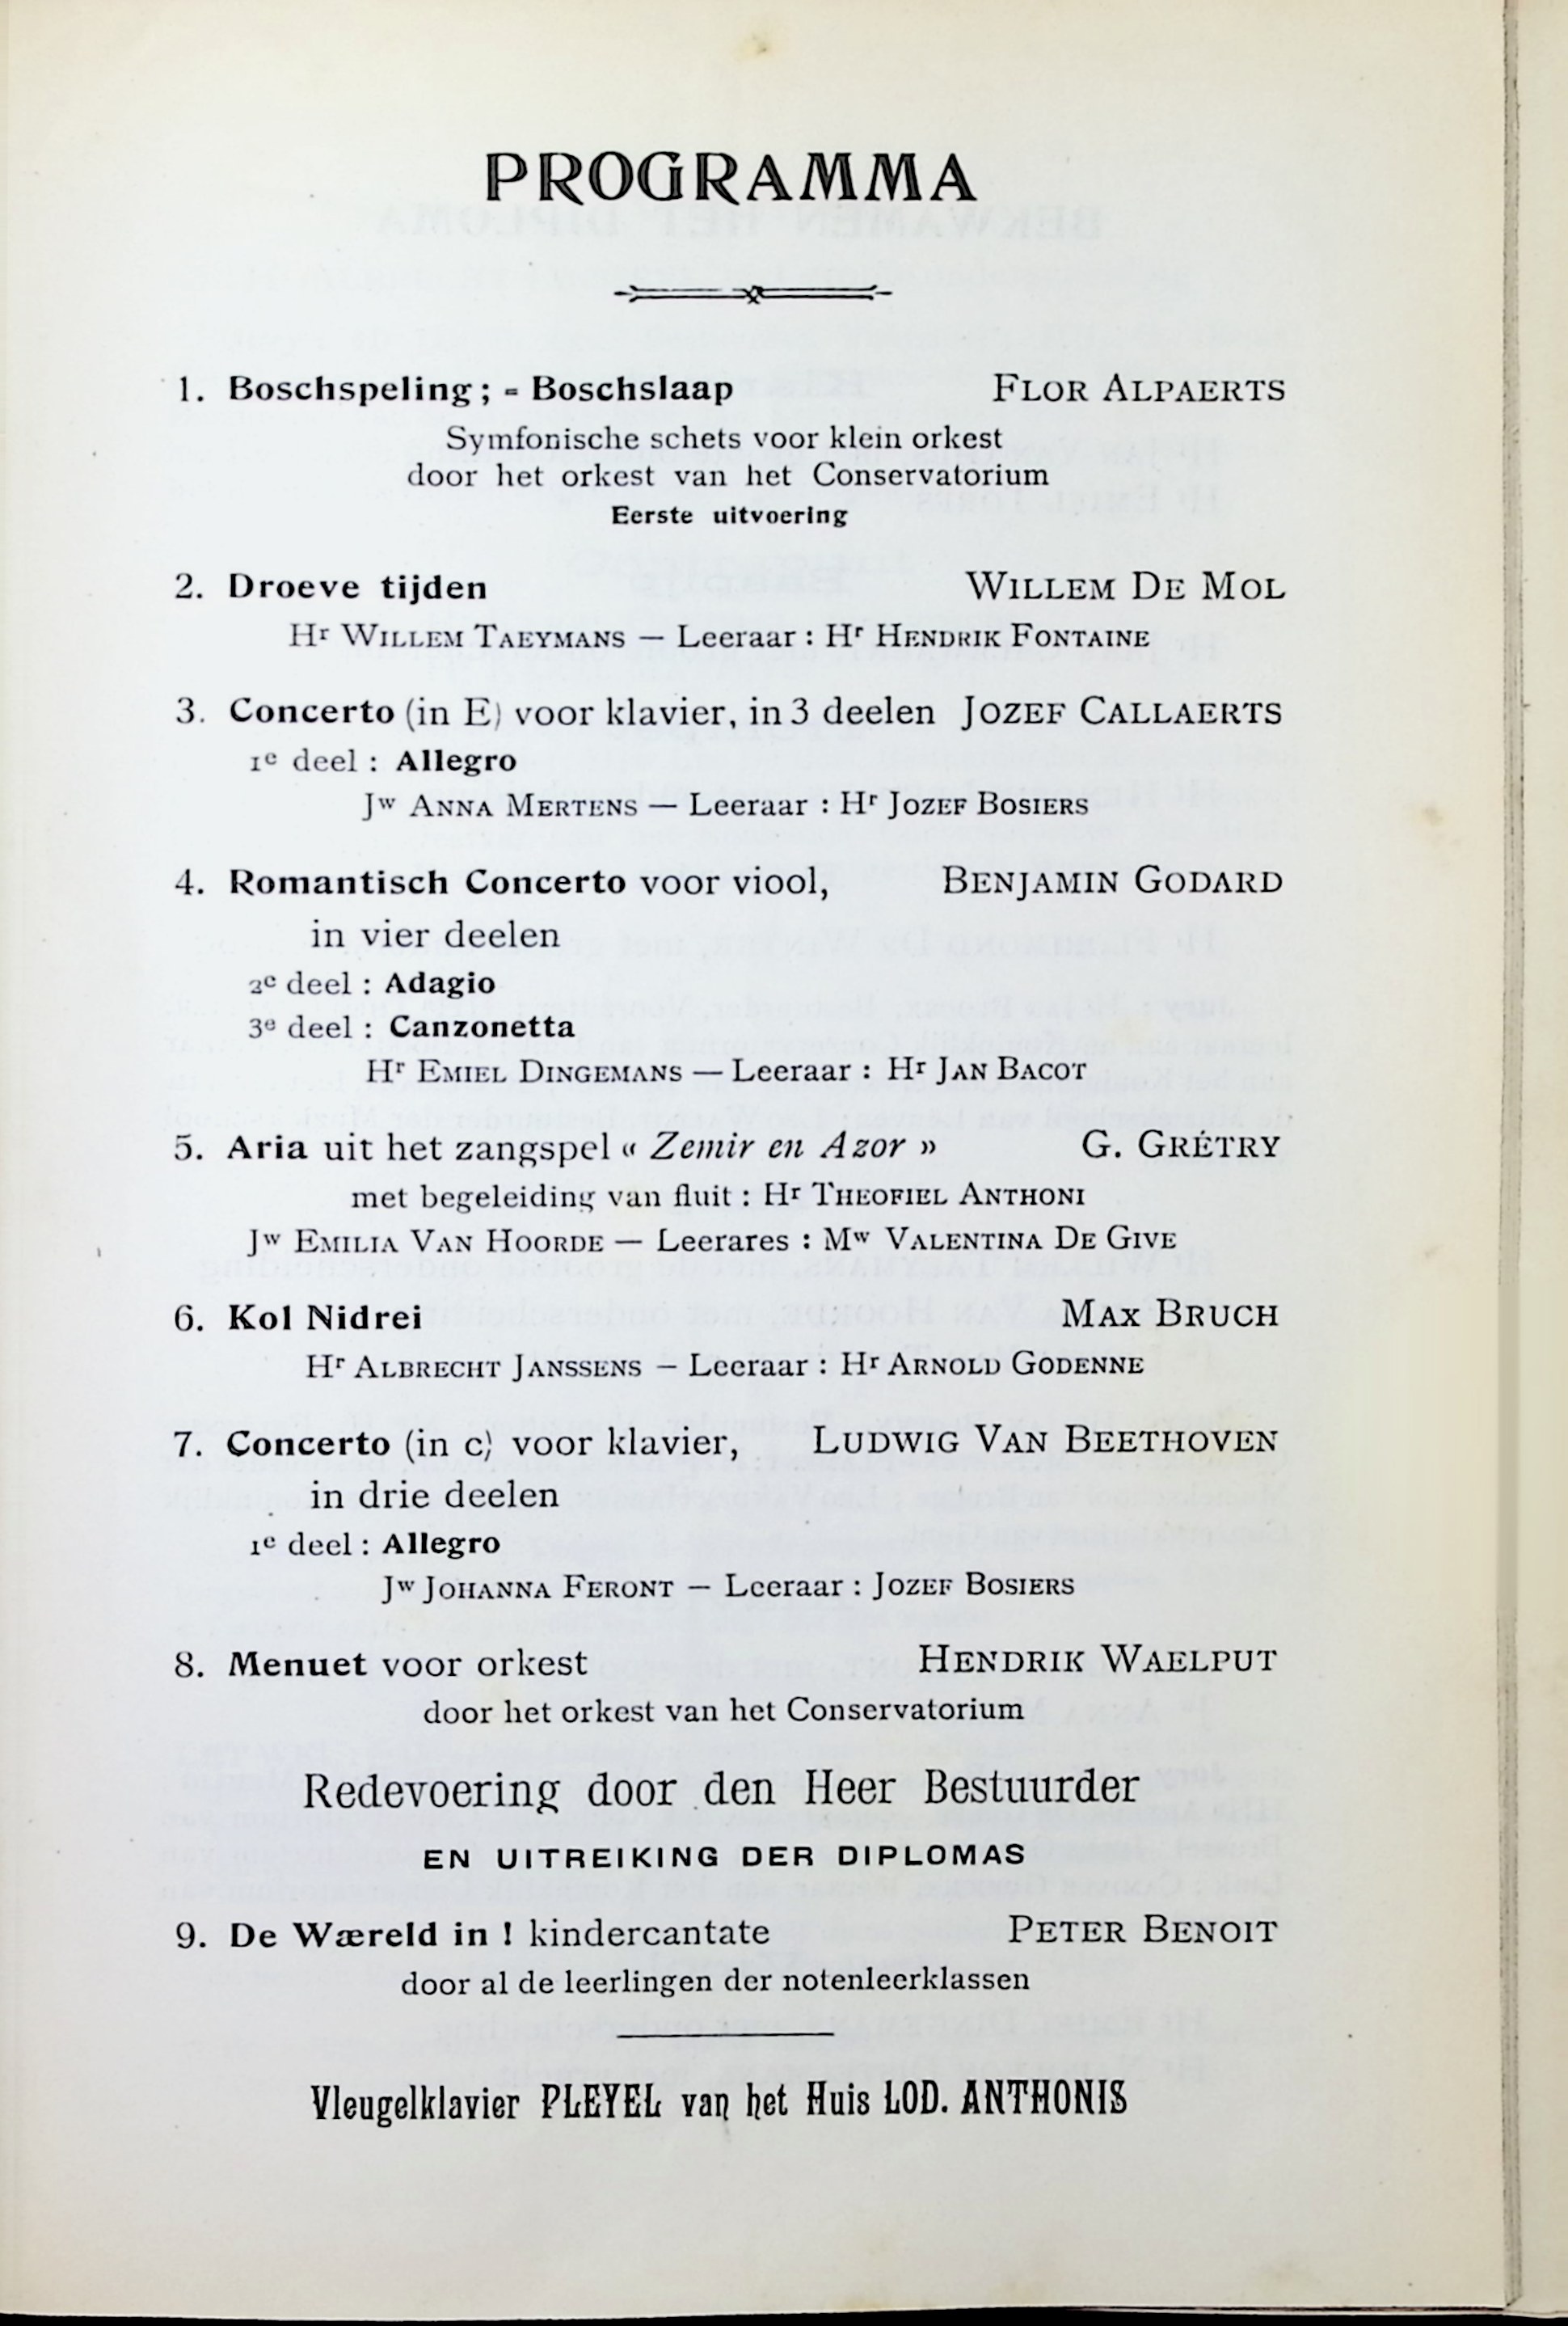 PROGRAMMA
1. Boschspeling; - Boschslaap FLOR ALPAERTS
Symfonische schets voor klein orkest
door het orkest van het Conservatorium
Eerste uitvoering
2. Droeve tijden WILLEM DE MOL
Hr WILLEM TAEYMANS — Leeraar : Hr HENDRIK FONTAINE
3. Concerto (in E) voor klavier, in 3 deelen JOZEF CALLAERTS
1e deel : Allegro
Jw ANNA MERTENS — Leeraar : Hr JOZEF BOSIERS
4. Romantisch Concerto voor viool, BENJAMIN GODARD
in vier deelen
2e deel : Adagio
3e deel : Canzonetta
Hr EMIEL DINGEMANS — Leeraar : Hr JAN BACOT
5. Aria uit het zangspel « Zemir en Azor » G. GRÉTRY
met begeleiding van fluit : Hr THEOFIEL ANTHONI
Jw EMILIA VAN HOORDE — Leerares : Mw VALENTINA DE GIVE
6. Kol Nidrei MAX BRUCH
Hr ALBRECHT JANSSENS — Leeraar : Hr ARNOLD GODENNE
7. Concerto (in c) voor klavier, LUDWIG VAN BEETHOVEN
in drie deelen
1e deel : Allegro
Jw JOHANNA FERONT — Leeraar : JOZEF BOSIERS
8. Menuet voor orkest HENDRIK WAELPUT
door het orkest van het Conservatorium
Redevoering door den Heer Bestuurder
EN UITREIKING DER DIPLOMAS
9. De Wæreld in ! kindercantate PETER BENOIT
door al de leerlingen der notenleerklassen
Vleugelklavier PLEYEL van het Huis LOD. ANTHONIS